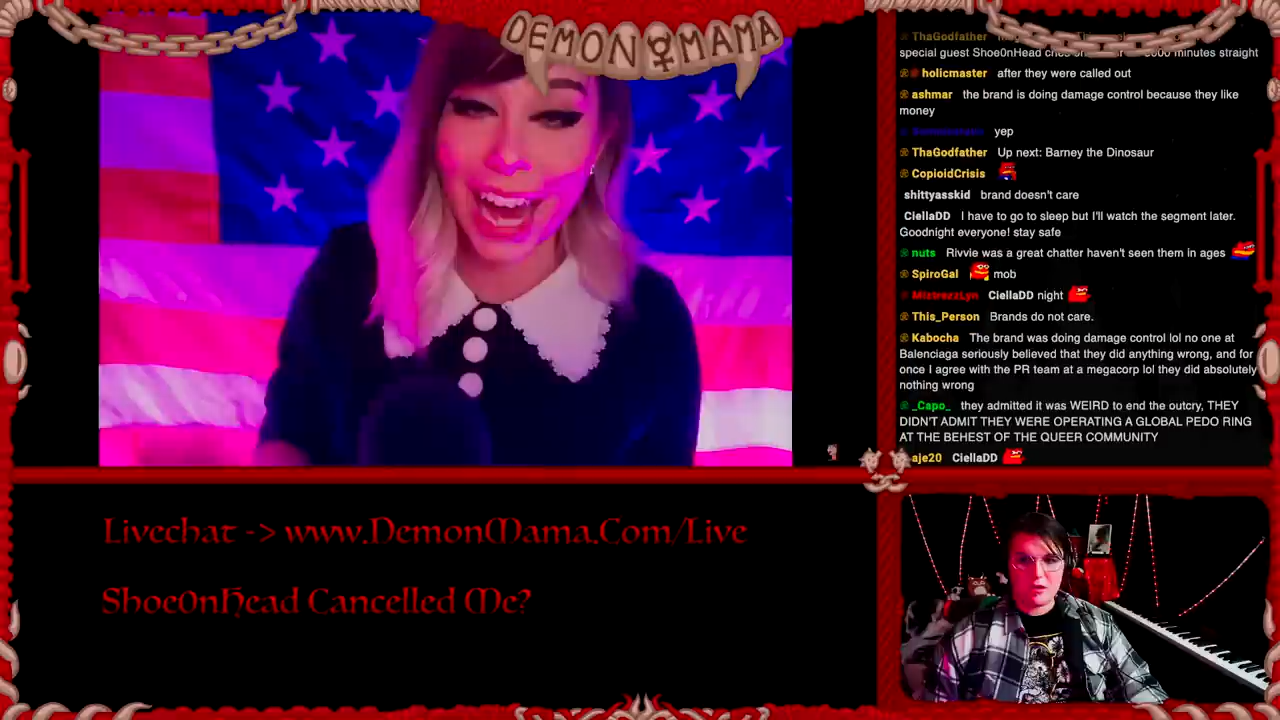 DEMON MAMA
ThaGodfather
special guest Shoe0nHead minutes straight
holicmaster after they were called out
ashmar the brand is doing damage control because they like
money
yep
ThaGodfather Up next: Barney the Dinosaur
CopioidCrisis
shittyasskid brand doesn't care
CiellaDD I have to go to sleep but I'll watch the segment later.
Goodnight everyone! stay safe
nuts Rivvie was a great chatter haven't seen them in ages
SpiroGal mob
MiztrezzLyn CiellaDD night
This_Person Brands do not care.
Kabocha The brand was doing damage control lol no one at
Balenciaga seriously believed that they did anything wrong, and for
once I agree with the PR team at a megacorp lol they did absolutely
nothing wrong
_Capo_ they admitted it was WEIRD to end the outcry, THEY
DIDN'T ADMIT THEY WERE OPERATING A GLOBAL PEDO RING
AT THE BEHEST OF THE QUEER COMMUNITY
aje20 CiellaDD
Livechat -> www.DemonMama.Com/Live
Shoe0nHead Cancelled Me?